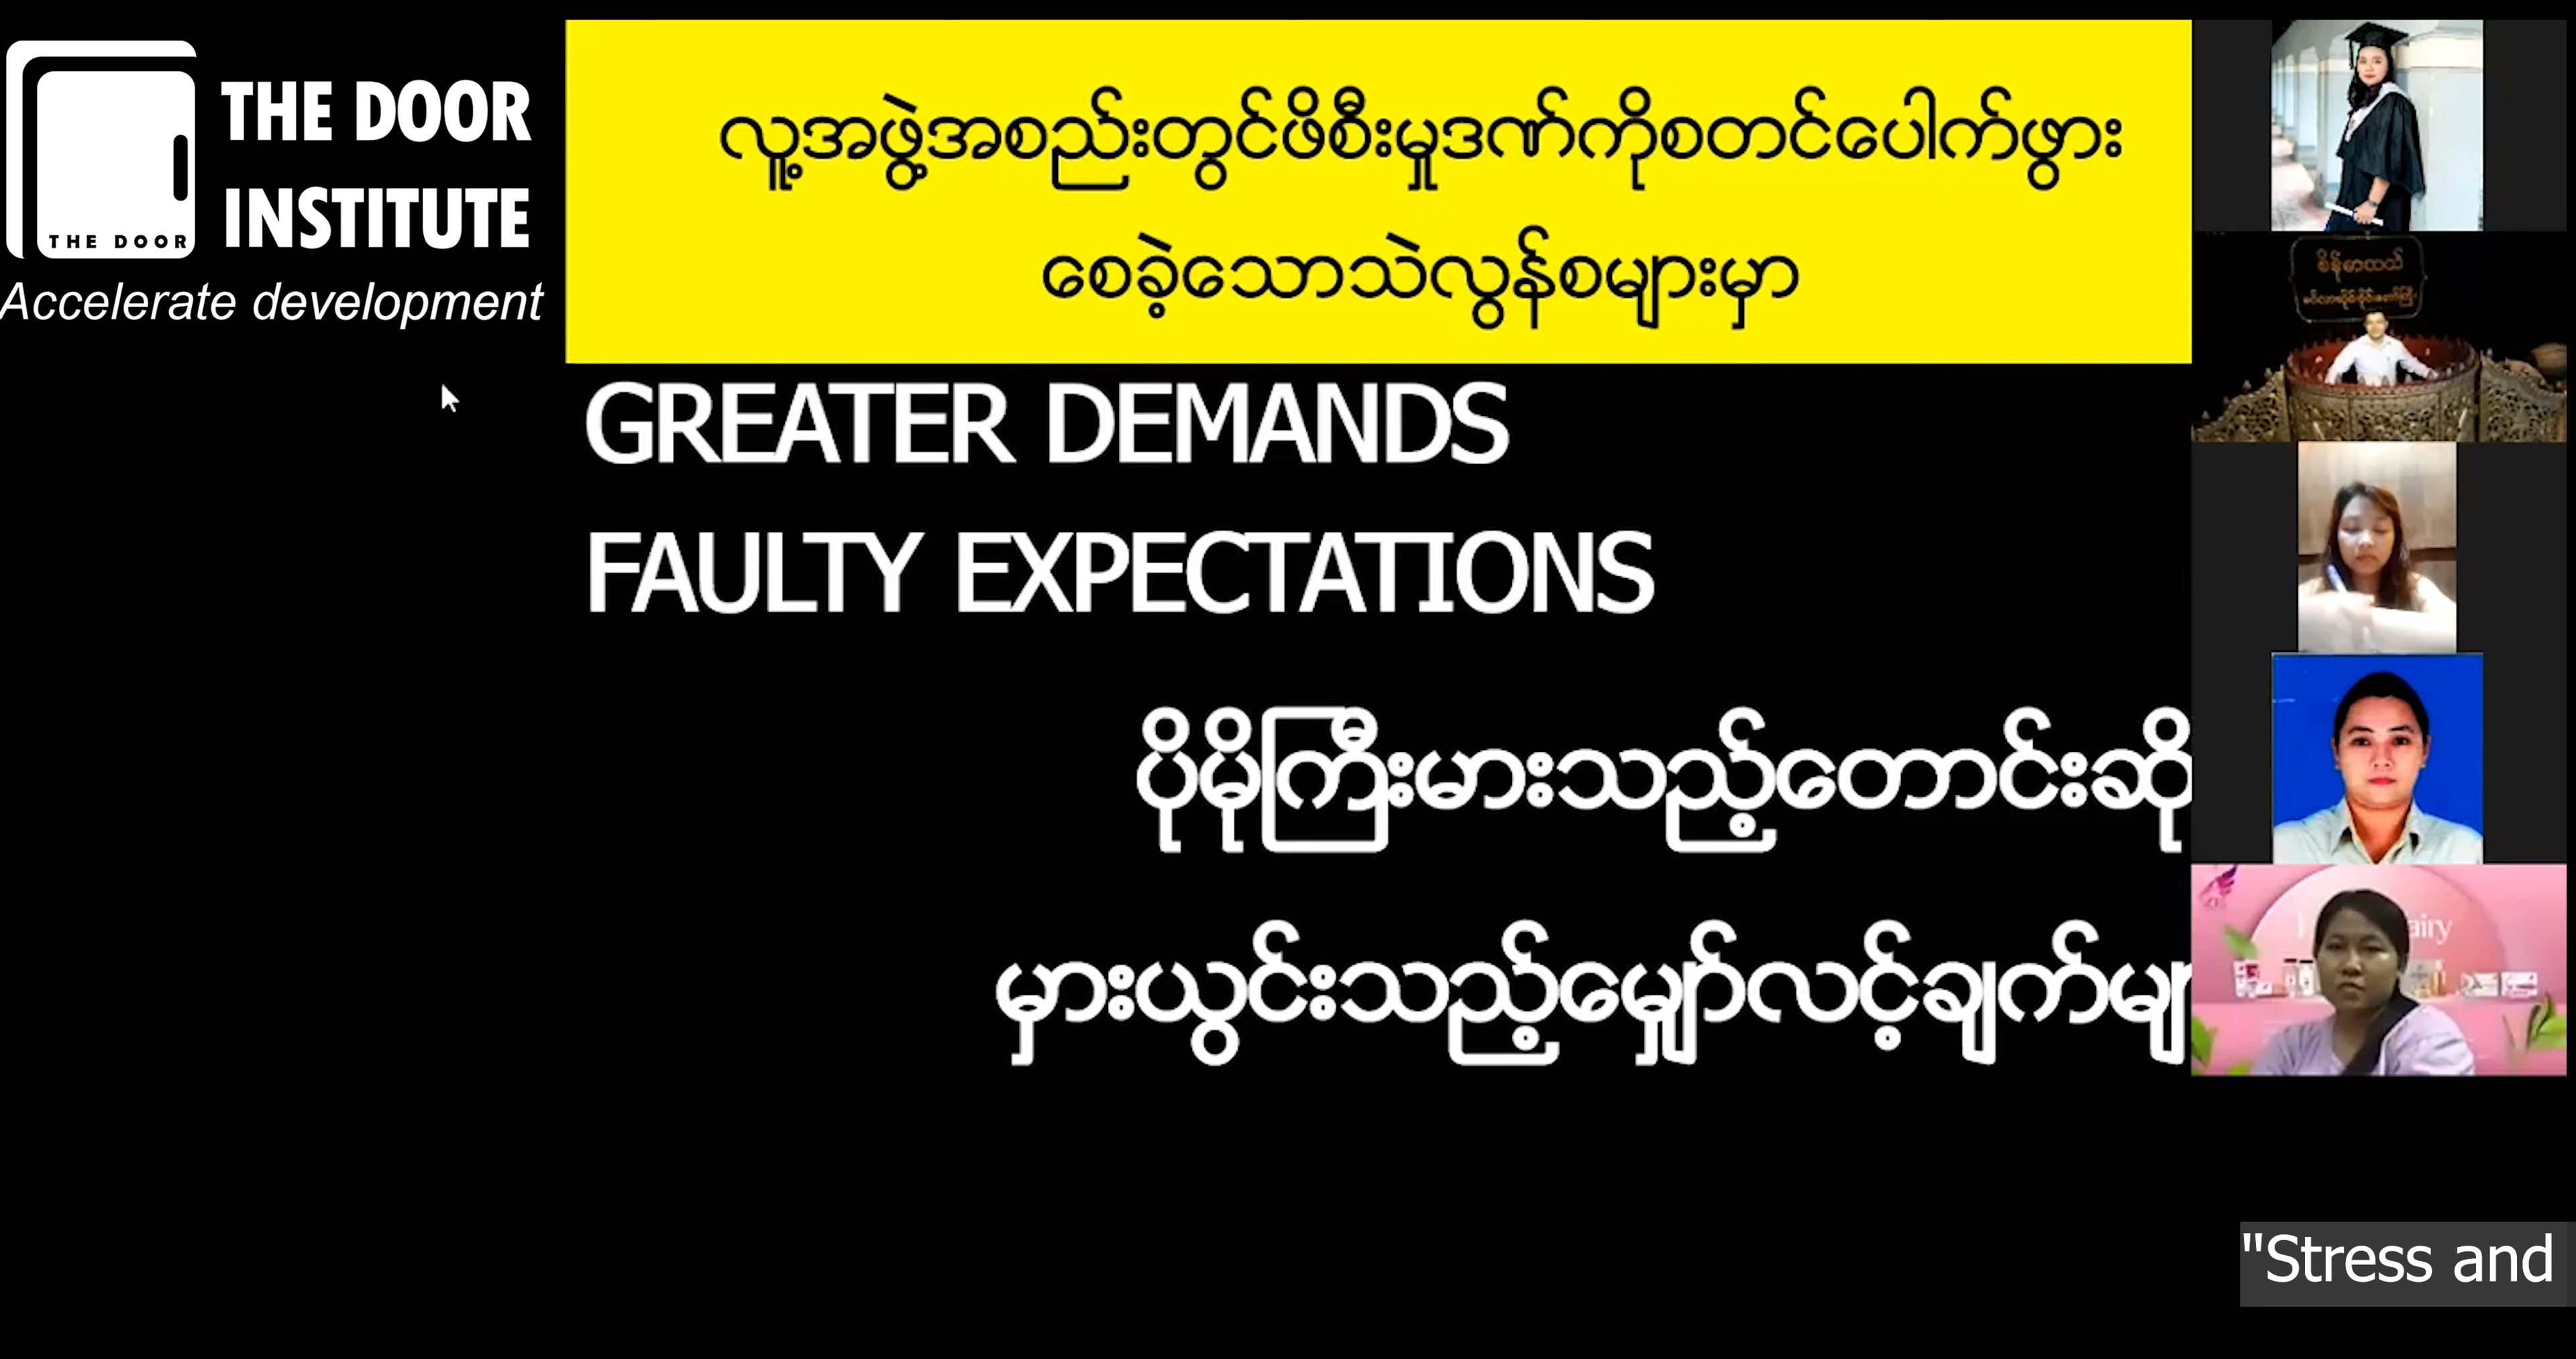 THE DOOR
INSTITUTE
THE DOOR
Accelerate development
လူ့အဖွဲ့အစည်းတွင်ဖိစီးမှုဒဏ်ကိုစတင်ပေါက်ဖွား
စေခဲ့သောသဲလွန်စများမှာ
GREATER DEMANDS
FAULTY EXPECTATIONS
ပိုမိုကြီးမားသည့်တောင်းဆို
မှားယွင်းသည့်မျှော်လင့်ချက်မျာ
airy
"Stress and